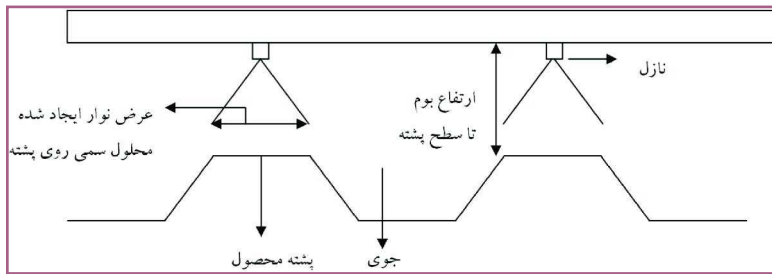 نازل
ارتفاع بوم
تا سطح پشته
عرض نوار ایجاد شده
محلول سمی روی پشته
جوی
پشته محصول